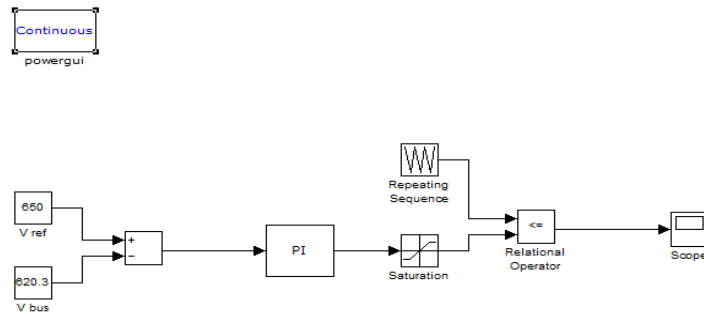 Continuous
powergui
Repeating
Sequence
650
V ref
+
−
PI
Saturation
<=
Relational
Operator
Scope
620.3
V bus